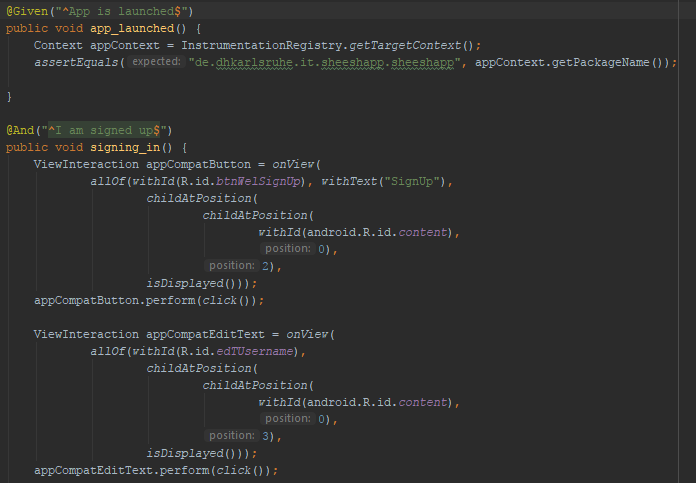 @Given("^App is launched$")
public void app_launched() {
    Context appContext = InstrumentationRegistry.getTargetContext();
    assertEquals( expected: "de.dhkarlsruhe.it.sheeshapp.sheeshapp", appContext.getPackageName());
}
@And("^I am signed up$")
public void signing_in() {
    ViewInteraction appCompatButton = onView(
            allOf(withId(R.id.btnWelSignUp), withText("SignUp"),
                    childAtPosition(
                            childAtPosition(
                                    withId(android.R.id.content),
                                    position: 0),
                            position: 2),
                    isDisplayed()));
    appCompatButton.perform(click());
    ViewInteraction appCompatEditText = onView(
            allOf(withId(R.id.edTUsername),
                    childAtPosition(
                            childAtPosition(
                                    withId(android.R.id.content),
                                    position: 0),
                            position: 3),
                    isDisplayed()));
    appCompatEditText.perform(click());